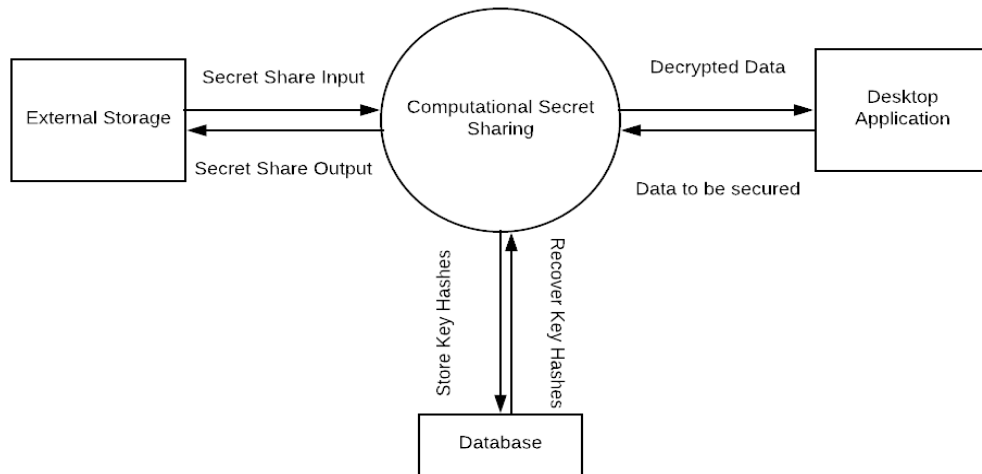 Secret Share Input
External Storage
Secret Share Output
Computational Secret
Sharing
Decrypted Data
Desktop
Application
Data to be secured
Store Key Hashes
Recover Key Hashes
Database